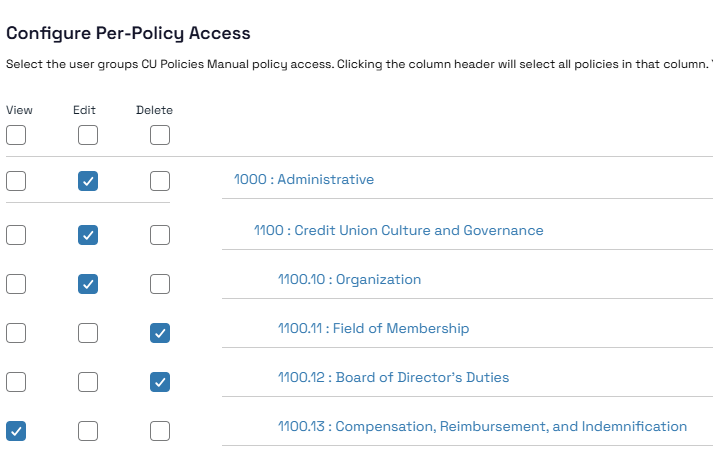 Configure Per-Policy Access
Select the user groups CU Policies Manual policy access. Clicking the column header will select all policies in that column.
View Edit Delete
1000 : Administrative
1100 : Credit Union Culture and Governance
1100.10 : Organization
1100.11 : Field of Membership
1100.12 : Board of Director's Duties
1100.13 : Compensation, Reimbursement, and Indemnification